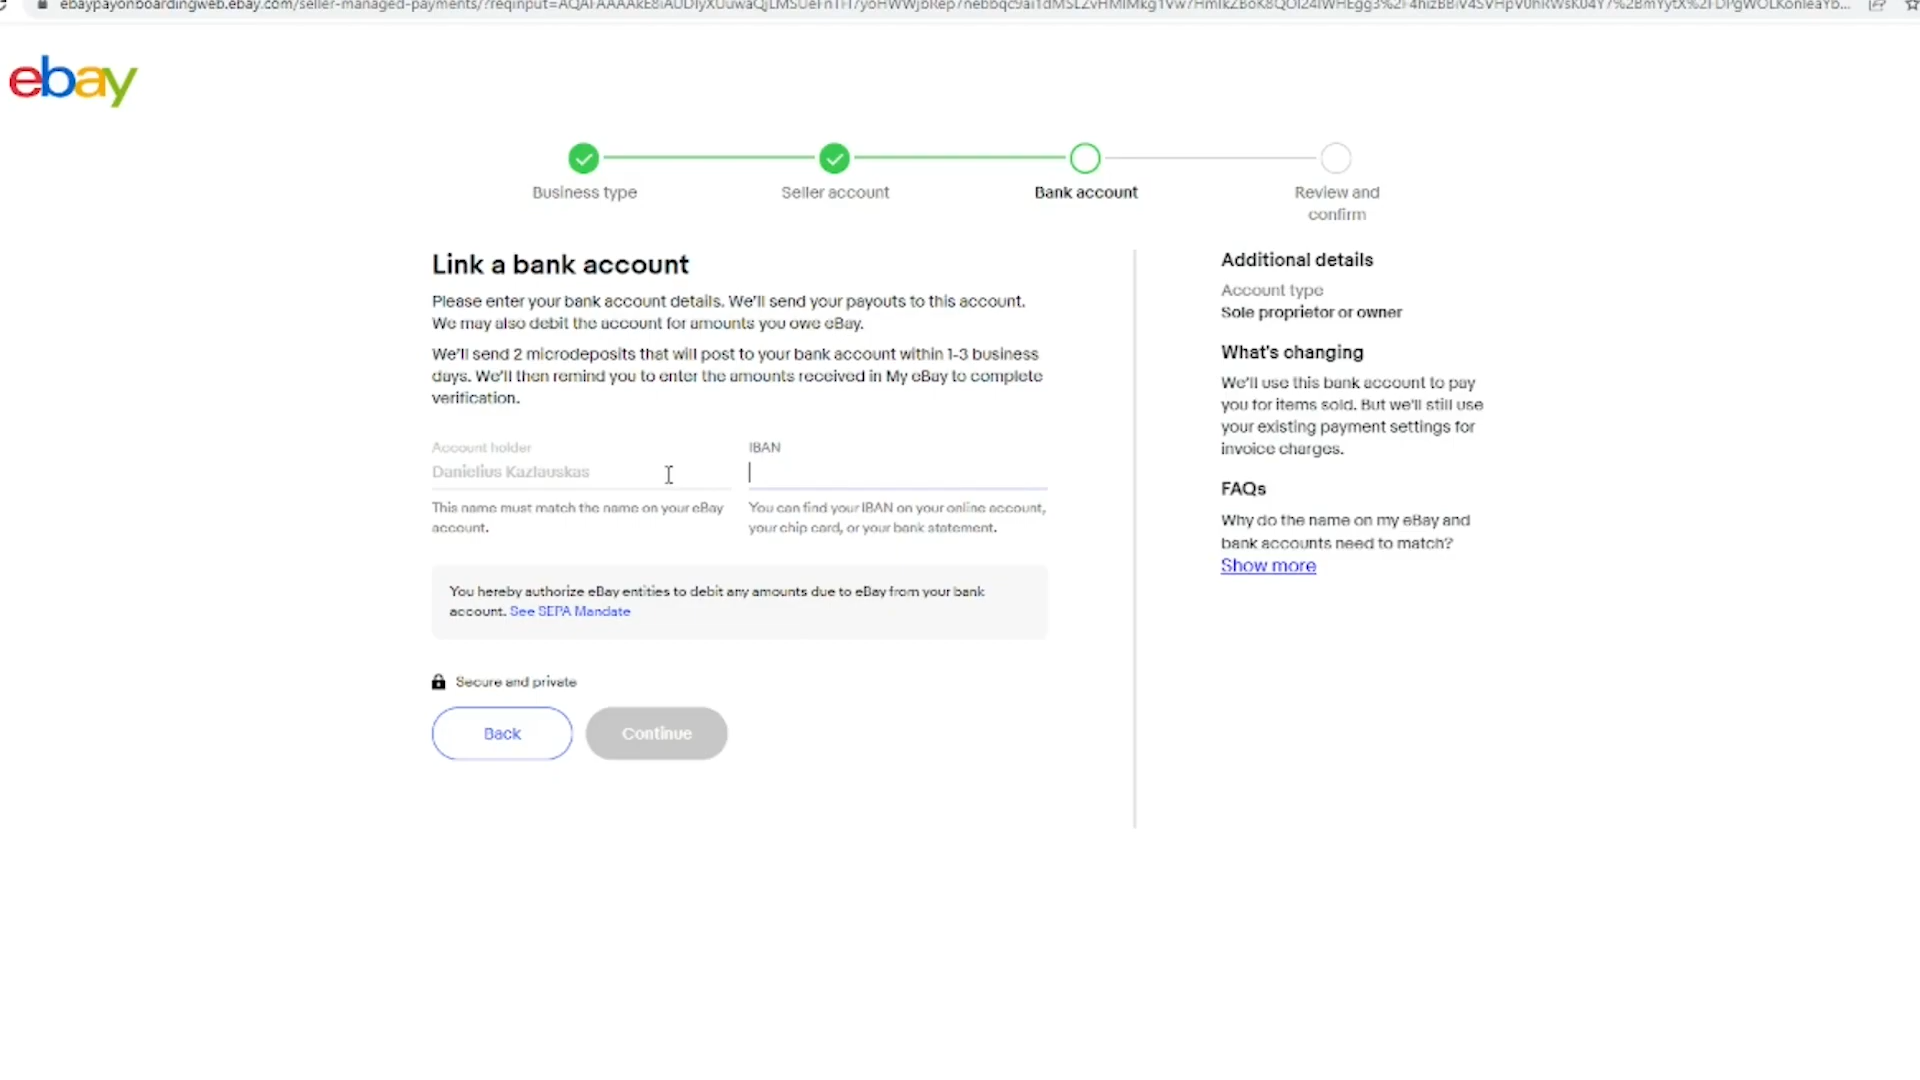 ebay
Business type
Seller account
Bank account
Review and
confirm
Link a bank account
Please enter your bank account details. We'll send your payouts to this account.
We may also debit the account for amounts you owe eBay.
We'll send 2 microdeposits that will post to your bank account within 1-3 business
days. We'll then remind you to enter the amounts received in My eBay to complete
verification.
Account holder
Danielius Kazlauskas
This name must match the name on your eBay
account.
IBAN
You can find your IBAN on your online account,
your chip card, or your bank statement.
You hereby authorize eBay entities to debit any amounts due to eBay from your bank
account. See SEPA Mandate
Secure and private
Back
Continue
Additional details
Account type
Sole proprietor or owner
What's changing
We'll use this bank account to pay
you for items sold. But we'll still use
your existing payment settings for
invoice charges.
FAQs
Why do the name on my eBay and
bank accounts need to match?
Show more